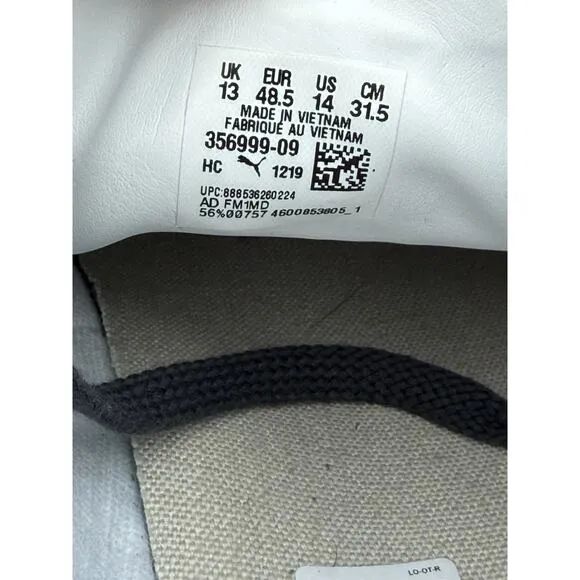 UK EUR US CM
13 48.5 14 31.5
MADE IN VIETNAM
FABRIQUÉ AU VIETNAM
356999-09
HC 1219
UPC:888536260224
AD FM1MD
56%00757 4600853805_1
LO-OT-R